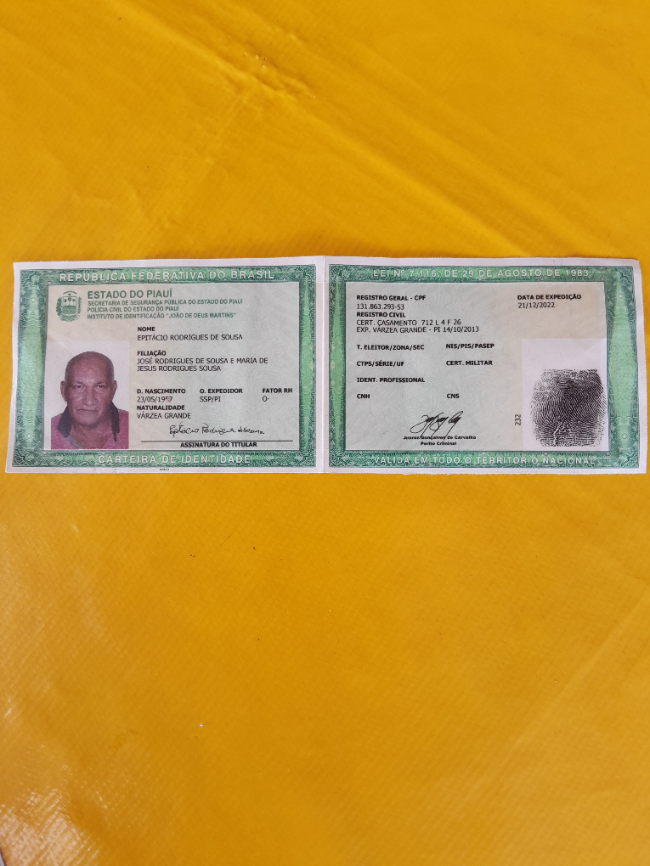 REPÚBLICA FEDERATIVA DO BRASIL
ESTADO DO PIAUÍ
SECRETARIA DE SEGURANÇA PÚBLICA DO ESTADO DO PIAUÍ
POLÍCIA CIVIL DO ESTADO DO PIAUÍ
INSTITUTO DE IDENTIFICAÇÃO "JOÃO DE DEUS MARTINS"
NOME
EPITÁCIO RODRIGUES DE SOUSA
FILIAÇÃO
JOSÉ RODRIGUES DE SOUSA E MARIA DE
JESUS RODRIGUES SOUSA
D. NASCIMENTO O. EXPEDIDOR FATOR RH
23/05/1957 SSP/PI O-
NATURALIDADE
VÁRZEA GRANDE
Epitácio Rodrigues de Sousa
ASSINATURA DO TITULAR
CARTEIRA DE IDENTIDADE
LEI Nº 7.116, DE 29 DE AGOSTO DE 1983
REGISTRO GERAL - CPF DATA DE EXPEDIÇÃO
131.863.293-53 21/12/2022
REGISTRO CIVIL
CERT. CASAMENTO 712 L 4 F 26
EXP. VÁRZEA GRANDE - PI 14/10/2013
T. ELEITOR/ZONA/SEC NIS/PIS/PASEP
CTPS/SÉRIE/UF CERT. MILITAR
IDENT. PROFISSIONAL
CNH CNS
232
Gonçalves de Carvalho
Perito Criminal
VÁLIDA EM TODO O TERRITÓRIO NACIONAL